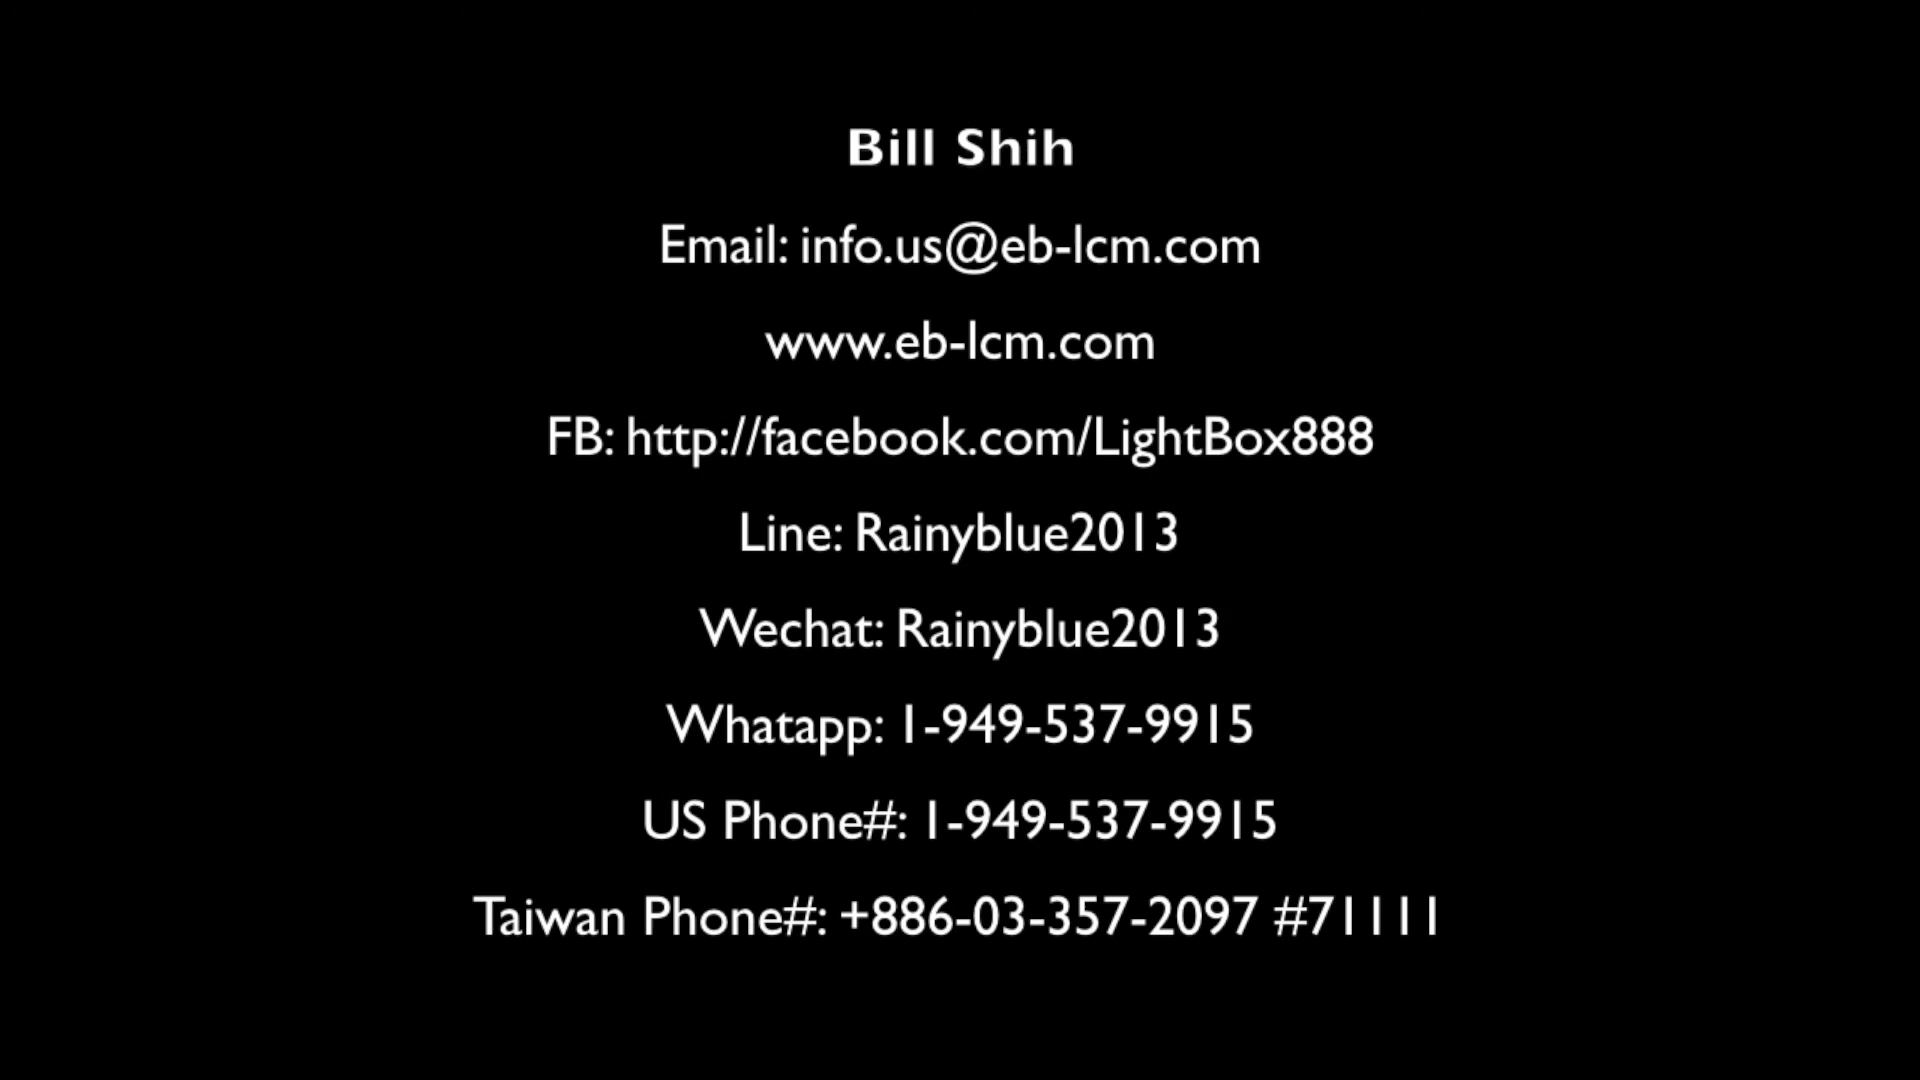 Bill Shih
Email: info.us@eb-lcm.com
www.eb-lcm.com
FB: http://facebook.com/LightBox888
Line: Rainyblue2013
Wechat: Rainyblue2013
Whatapp: 1-949-537-9915
US Phone#: 1-949-537-9915
Taiwan Phone#: +886-03-357-2097 #71111